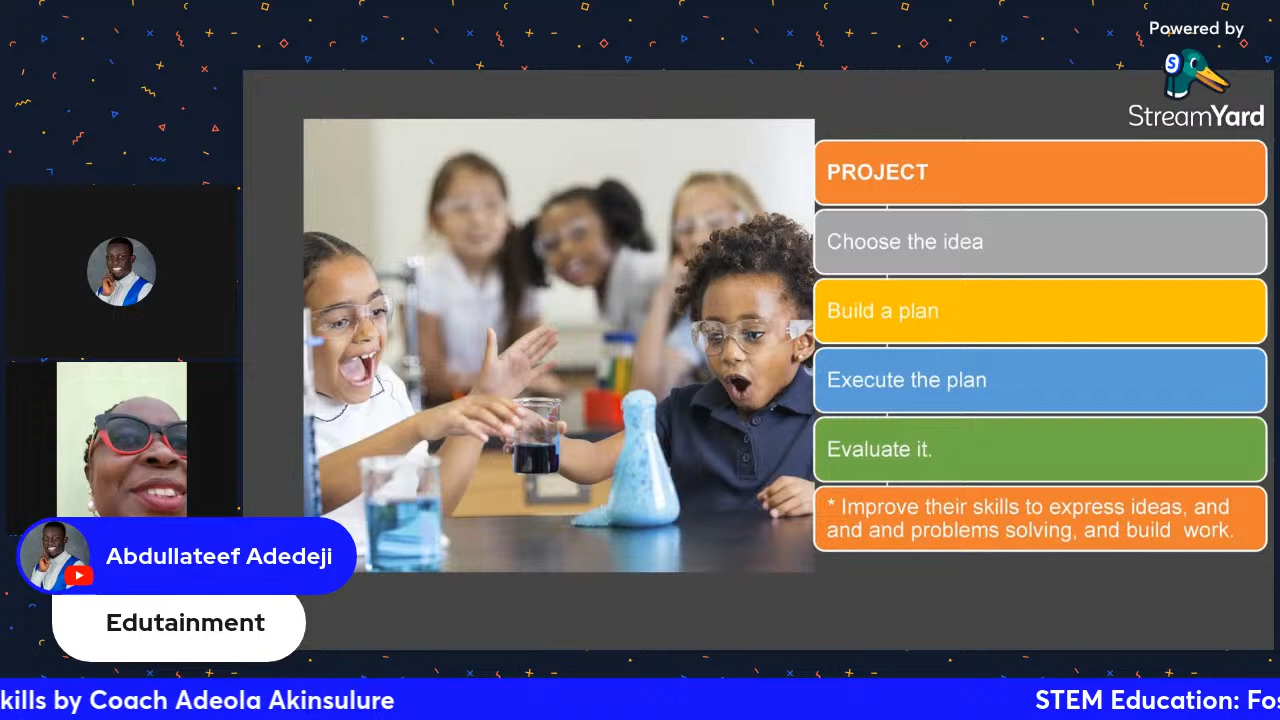 Powered by
StreamYard
PROJECT
Choose the idea
Build a plan
Execute the plan
Evaluate it.
* Improve their skills to express ideas, and
and and problems solving, and build work.
Abdullateef Adedeji
Edutainment
kills by Coach Adeola Akinsulure
STEM Education: Fos